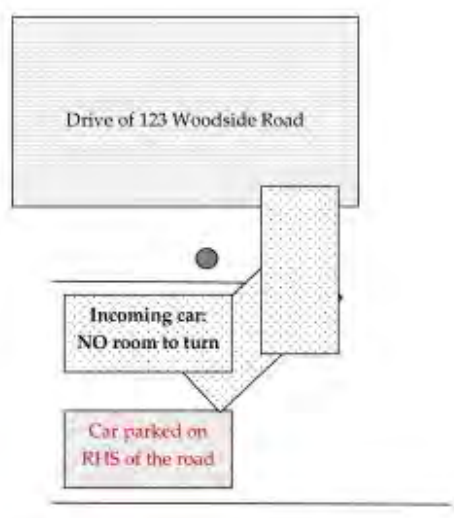 Drive of 123 Woodside Road
Incoming car:
NO room to turn
Car parked on
RHS of the road